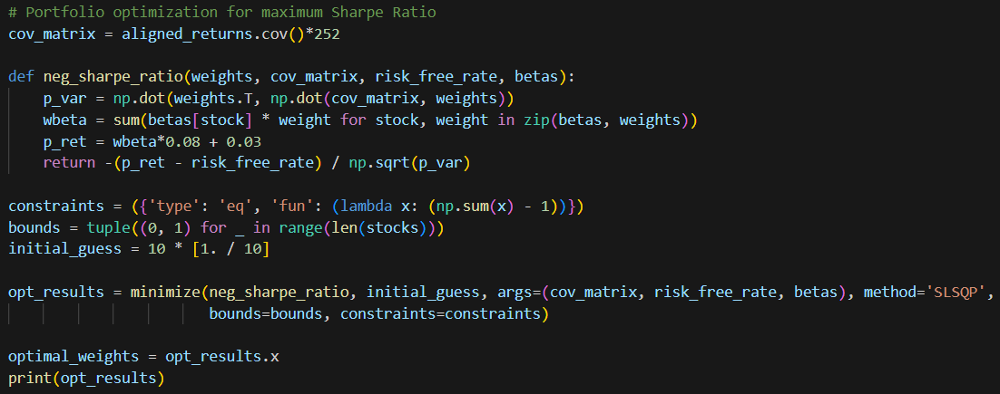 # Portfolio optimization for maximum Sharpe Ratio
cov_matrix = aligned_returns.cov()*252
def neg_sharpe_ratio(weights, cov_matrix, risk_free_rate, betas):
    p_var = np.dot(weights.T, np.dot(cov_matrix, weights))
    wbeta = sum(betas[stock] * weight for stock, weight in zip(betas, weights))
    p_ret = wbeta*0.08 + 0.03
    return -(p_ret - risk_free_rate) / np.sqrt(p_var)
constraints = ({'type': 'eq', 'fun': (lambda x: (np.sum(x) - 1))})
bounds = tuple((0, 1) for _ in range(len(stocks)))
initial_guess = 10 * [1. / 10]
opt_results = minimize(neg_sharpe_ratio, initial_guess, args=(cov_matrix, risk_free_rate, betas), method='SLSQP',
                       bounds=bounds, constraints=constraints)
optimal_weights = opt_results.x
print(opt_results)